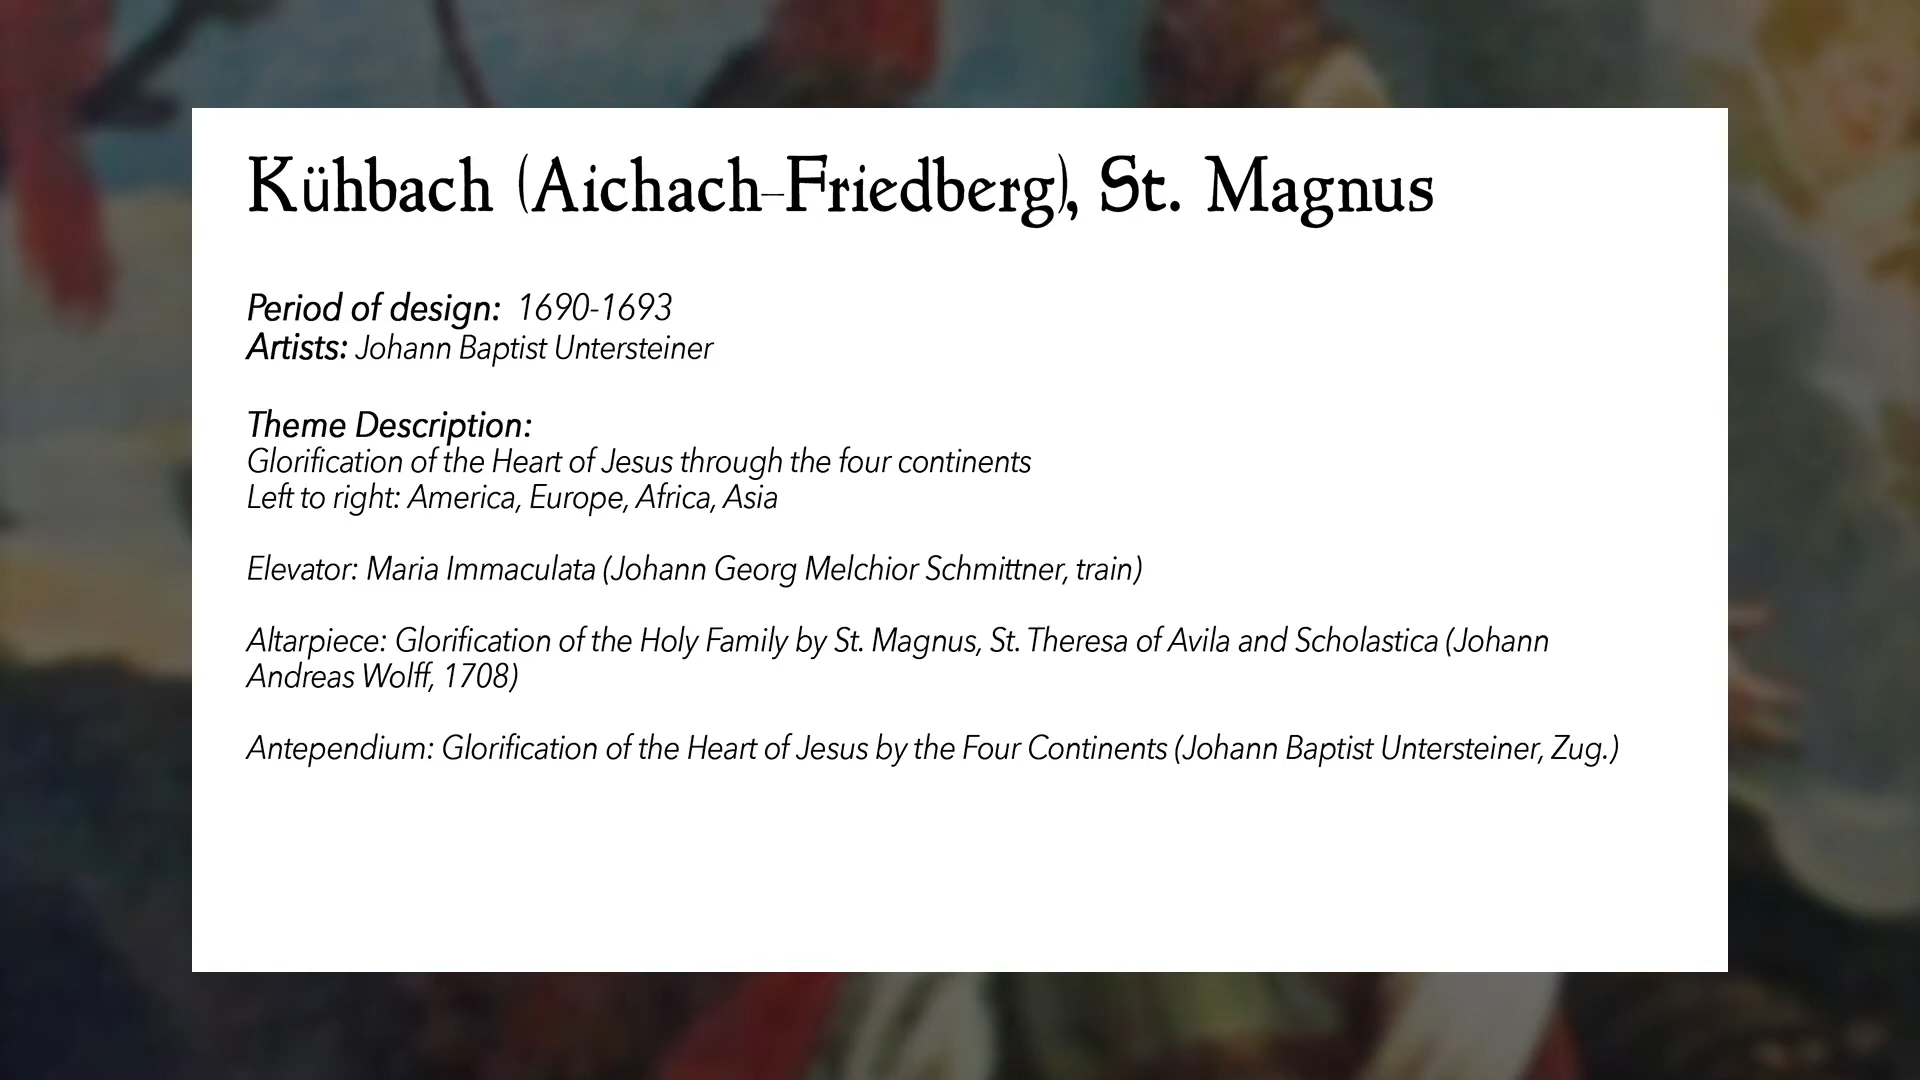 Kühbach (Aichach-Friedberg), St. Magnus
Period of design: 1690-1693
Artists: Johann Baptist Untersteiner
Theme Description:
Glorification of the Heart of Jesus through the four continents
Left to right: America, Europe, Africa, Asia
Elevator: Maria Immaculata (Johann Georg Melchior Schmittner, train)
Altarpiece: Glorification of the Holy Family by St. Magnus, St. Theresa of Avila and Scholastica (Johann
Andreas Wolff, 1708)
Antependium: Glorification of the Heart of Jesus by the Four Continents (Johann Baptist Untersteiner, Zug.)